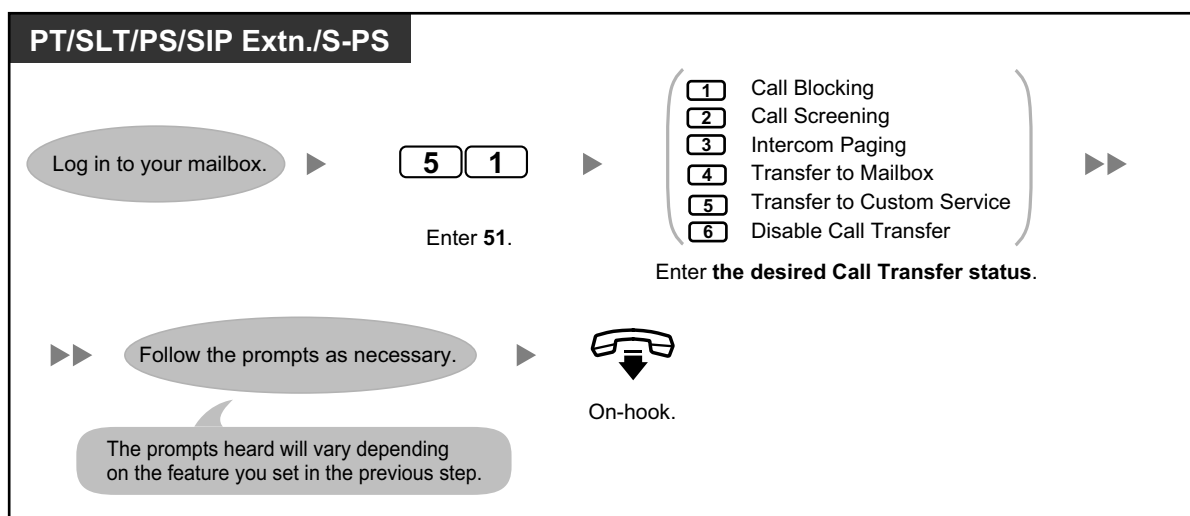 PT/SLT/PS/SIP Extn./S-PS
Log in to your mailbox.
5 1
Enter 51.
1 Call Blocking
2 Call Screening
3 Intercom Paging
4 Transfer to Mailbox
5 Transfer to Custom Service
6 Disable Call Transfer
Enter the desired Call Transfer status.
Follow the prompts as necessary.
On-hook.
The prompts heard will vary depending
on the feature you set in the previous step.